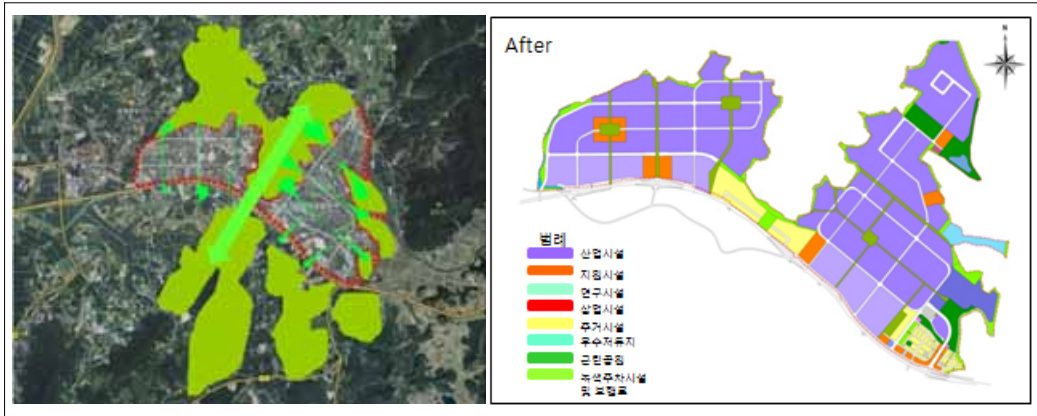 After
N
범례
산업시설
지원시설
연구시설
상업시설
주거시설
우수저류지
근린공원
녹색주차시설
및 보행로